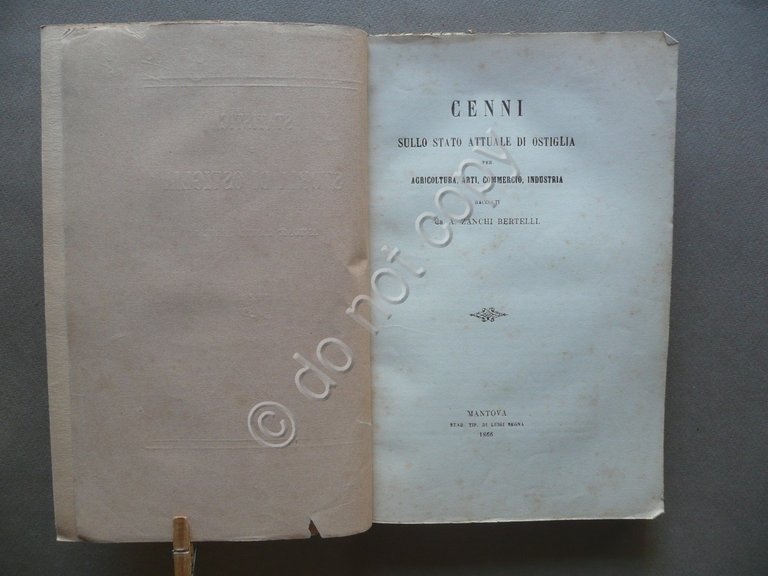 CENNI
SULLO STATO ATTUALE DI OSTIGLIA
PER
AGRICOLTURA, ARTI, COMMERCIO, INDUSTRIA
RACCOLTI
DA A. ZANCHI BERTELLI.
MANTOVA
STAB. TIP. DI LUIGI SEGNA
1866
© do not copy